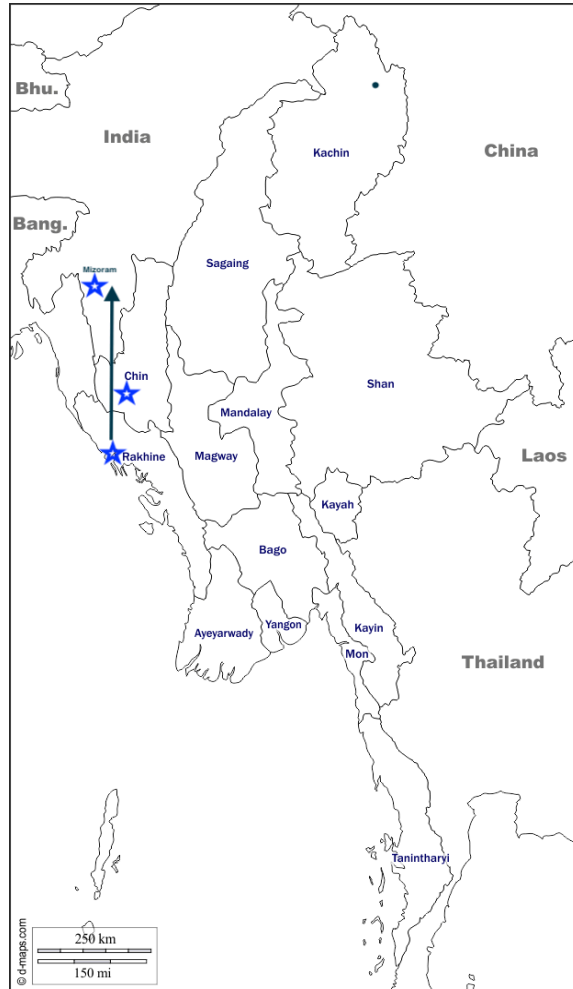 Bhu.
India
Kachin
China
Bang.
Sagaing
Mizoram
Chin
Shan
Mandalay
Rakhine
Magway
Laos
Kayah
Bago
Yangon
Kayin
Ayeyarwady
Mon
Thailand
Tanintharyi
250 km
150 mi
© d-maps.com